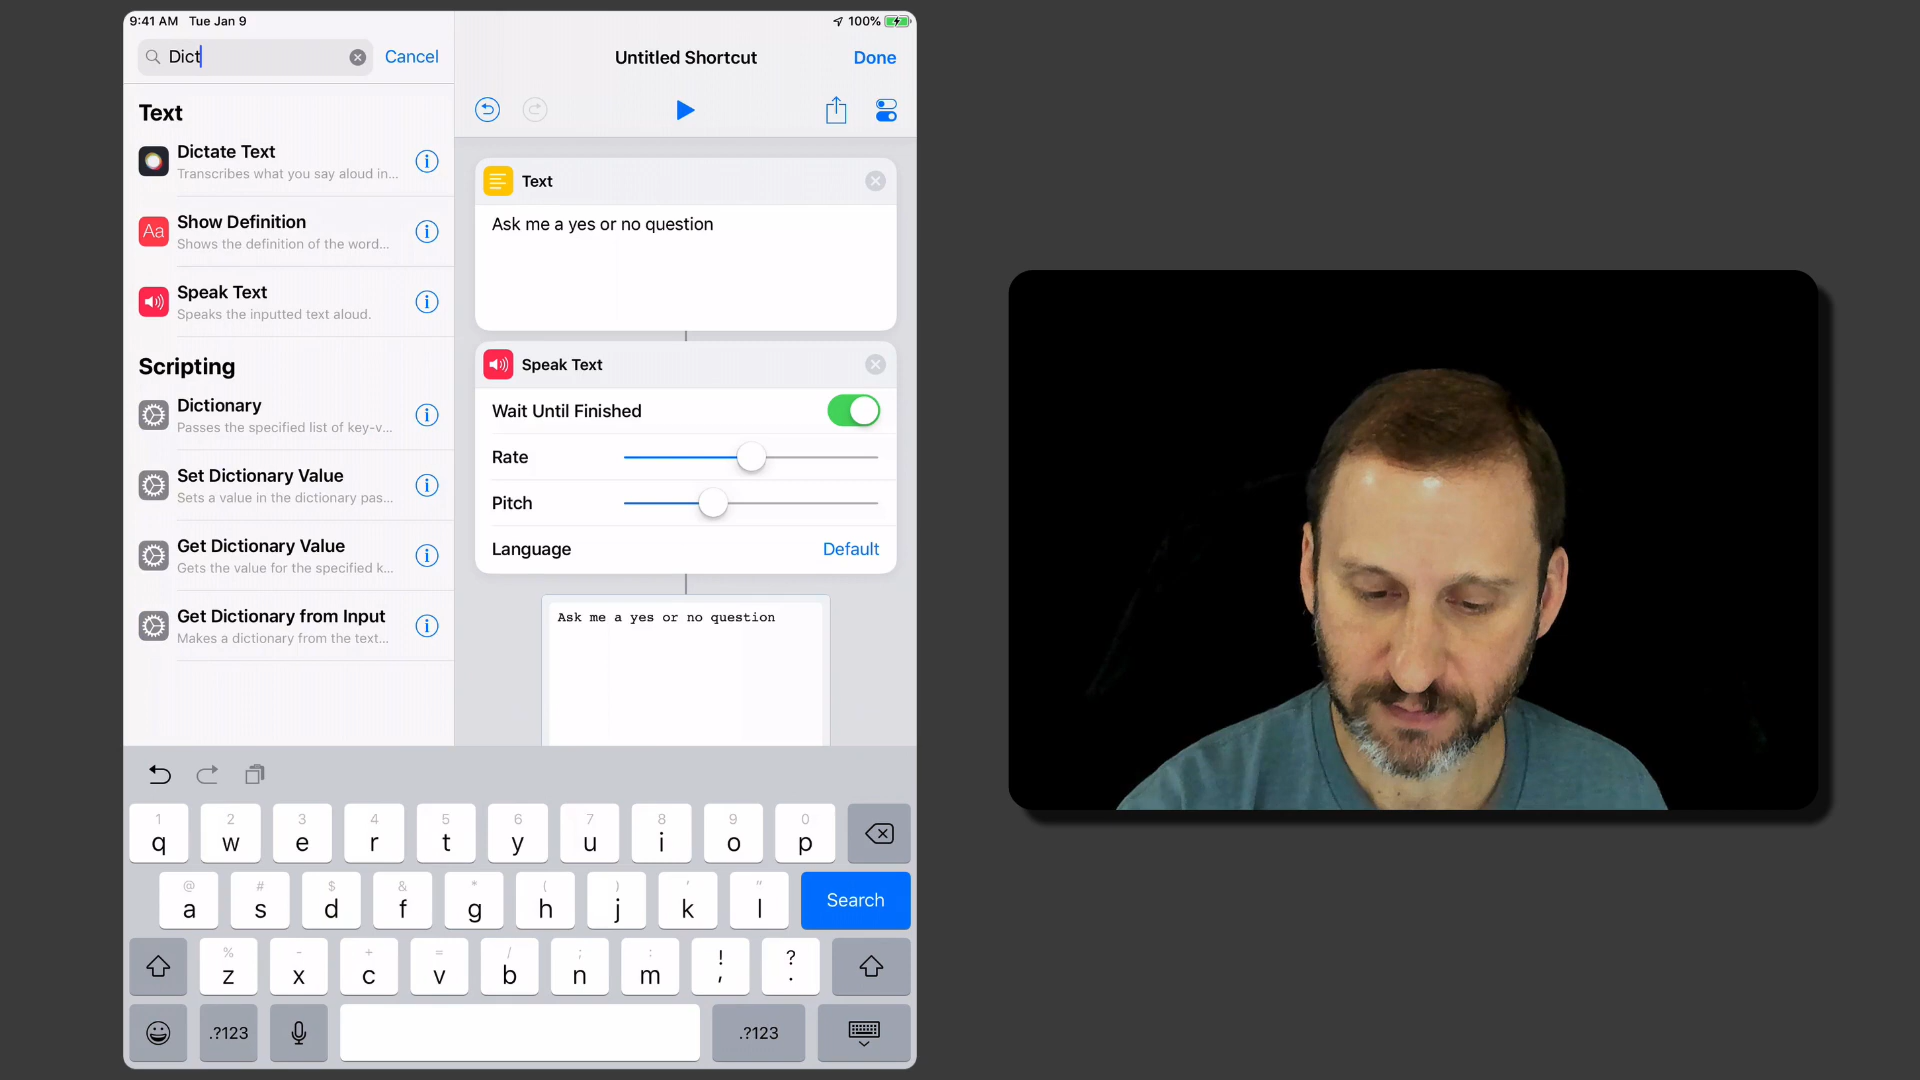 9:41 AM Tue Jan 9
100%
Dict
Cancel
Text
Dictate Text
Transcribes what you say aloud in...
Show Definition
Shows the definition of the word...
Aa
Speak Text
Speaks the inputted text aloud.
Scripting
Dictionary
Passes the specified list of key-v...
Set Dictionary Value
Sets a value in the dictionary pas...
Get Dictionary Value
Gets the value for the specified k...
Get Dictionary from Input
Makes a dictionary from the text...
Untitled Shortcut
Done
Text
Ask me a yes or no question
Speak Text
Wait Until Finished
Rate
Pitch
Language
Default
Ask me a yes or no question
1 2 3 4 5 6 7 8 9 0
q w e r t y u i o p
@ # $ & * ( ) ' "
a s d f g h j k l
Search
% - + = / ; : ! ?
z x c v b n m , .
.?123
.?123